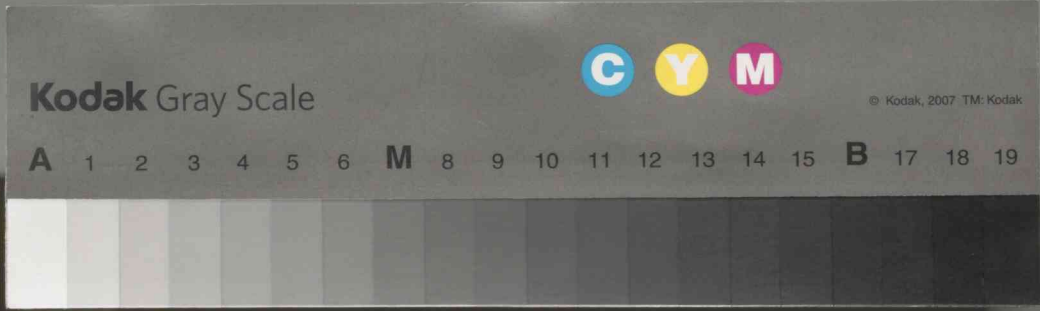 C Y M
Kodak Gray Scale
© Kodak, 2007 TM: Kodak
A 1 2 3 4 5 6 M 8 9 10 11 12 13 14 15 B 17 18 19